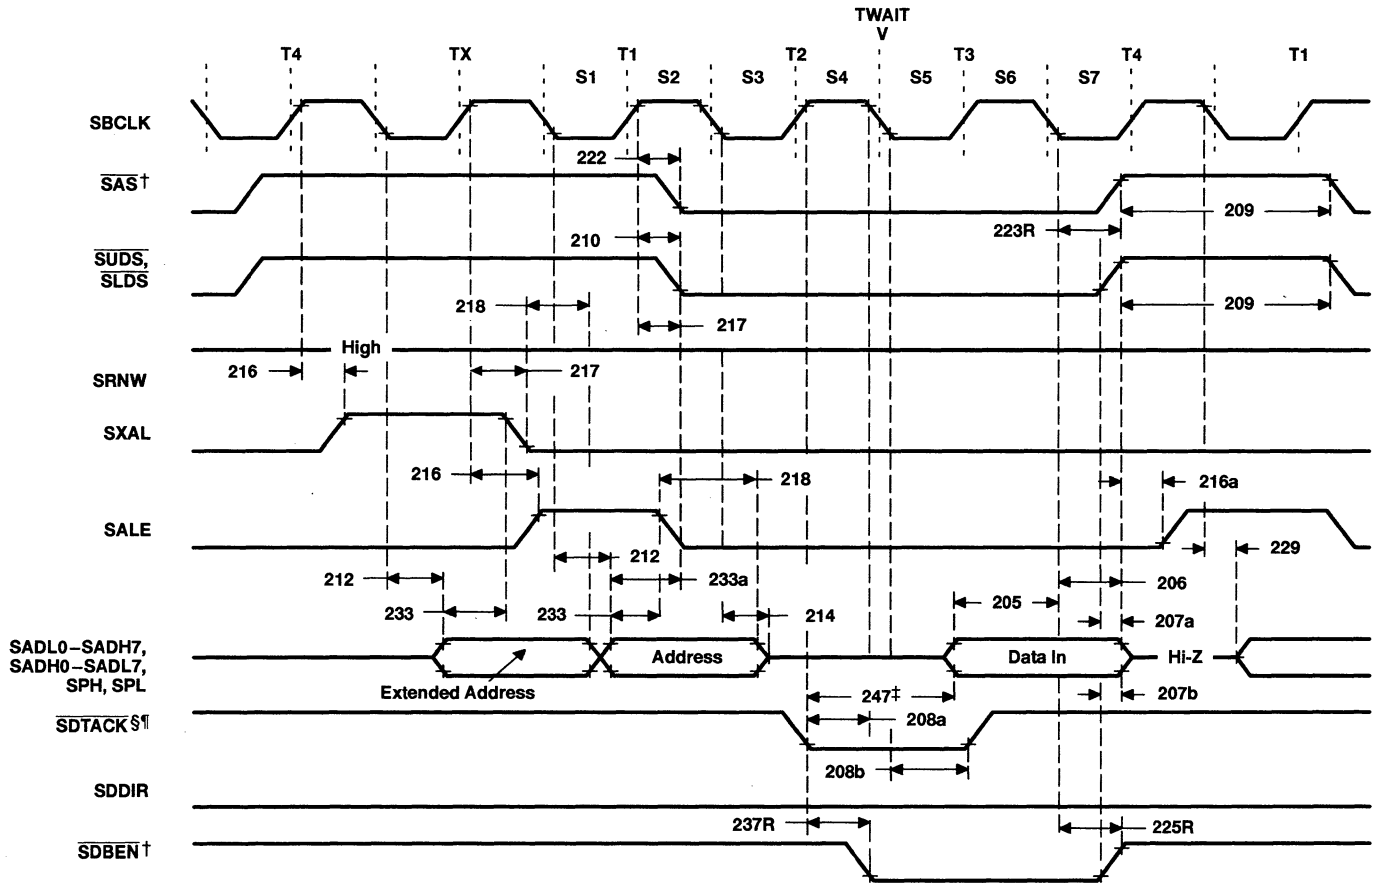 TWAIT
V
T4 TX T1 T2 T3 T4 T1
S1 S2 S3 S4 S5 S6 S7
SBCLK
222
SAS†
209
223R
210
SUDS,
SLDS
218 209
217
High
216 217
SRNW
SXAL
216 218 216a
SALE
229
212 212 233a 206
233 233 214 205 207a
SADL0–SADH7,
SADH0–SADL7,
SPH, SPL
Address Data In Hi-Z
Extended Address 247‡ 207b
SDTACK§¶ 208a
208b
SDDIR
237R 225R
SDBEN†